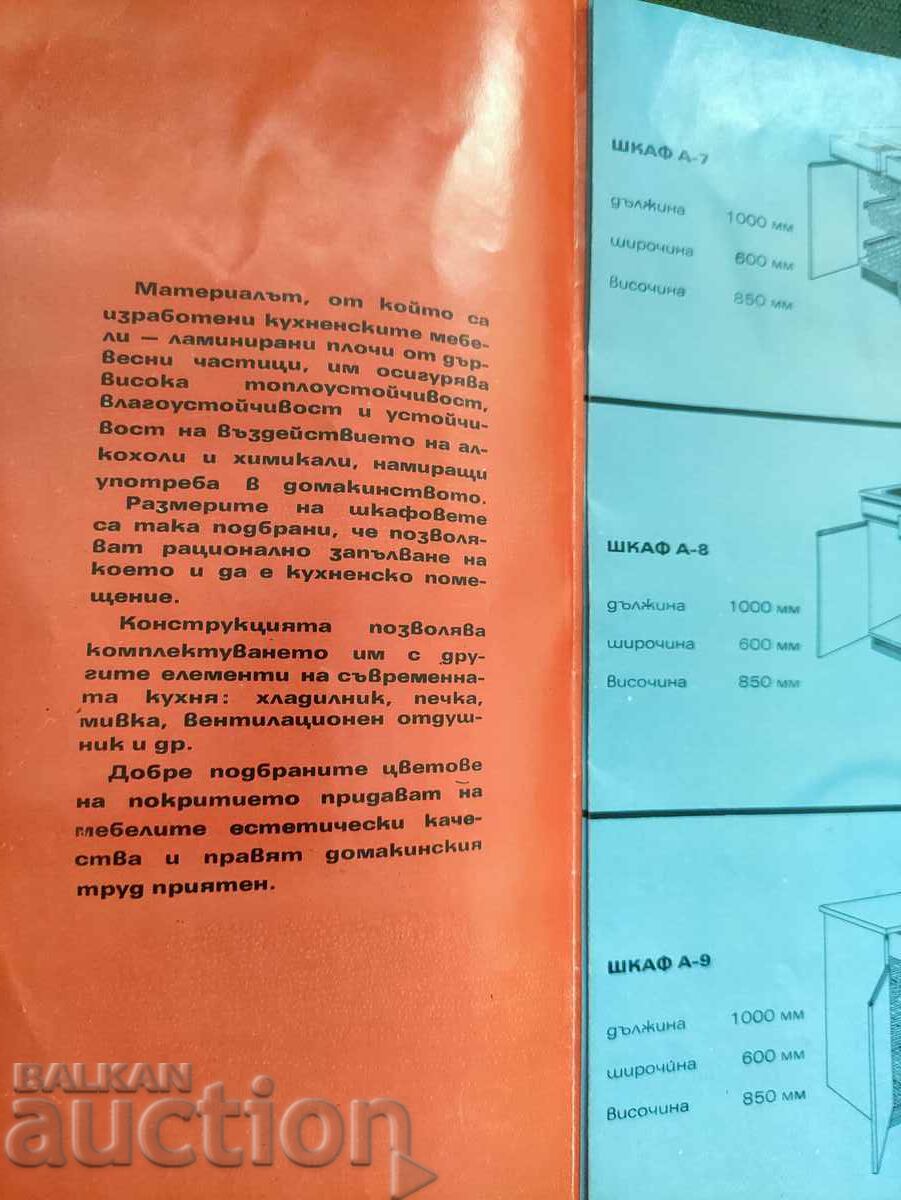 Материалът, от който са
изработени кухненските мебе-
ли — ламинирани плочи от дър-
весни частици, им осигурява
висока топлоустойчивост,
влагоустойчивост и устойчи-
вост на въздействието на ал-
кохоли и химикали, намиращи
употреба в домакинството.
Размерите на шкафовете
са така подбрани, че позволя-
ват рационално запълване на
което и да е кухненско поме-
щение.
Конструкцията позволява
комплектуването им с дру-
гите елементи на съвременна-
та кухня: хладилник, печка,
мивка, вентилационен отдуш-
ник и др.
Добре подбраните цветове
на покритието придават на
мебелите естетически каче-
ства и правят домакинския
труд приятен.
ШКАФ А-7
дължина 1000 мм
широчина 600 мм
височина 850 мм
ШКАФ А-8
дължина 1000 мм
широчина 600 мм
височина 850 мм
ШКАФ А-9
дължина 1000 мм
широчина 600 мм
височина 850 мм
BALKAN
auction